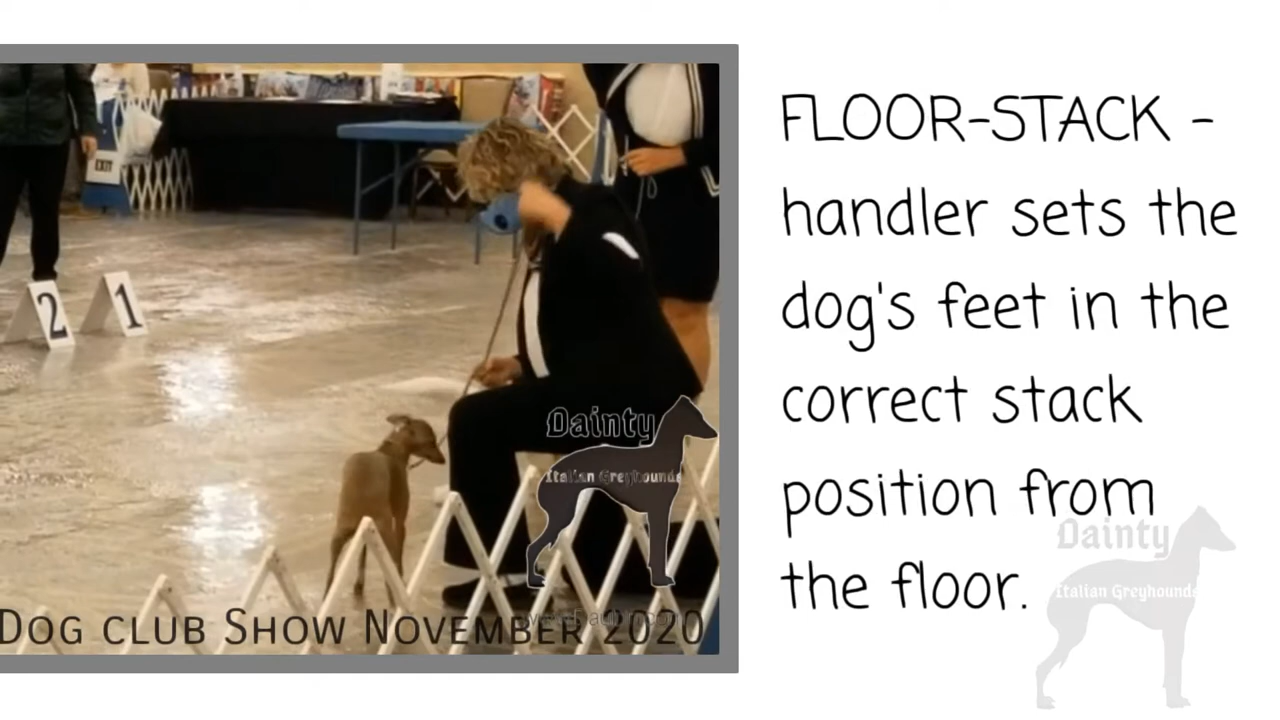 EXIT
2
1
Dainty
Italian Greyhounds
DOG CLUB SHOW NOVEMBER 2020
FLOOR-STACK -
handler sets the
dog's feet in the
correct stack
position from
the floor.
Dainty
Italian Greyhounds